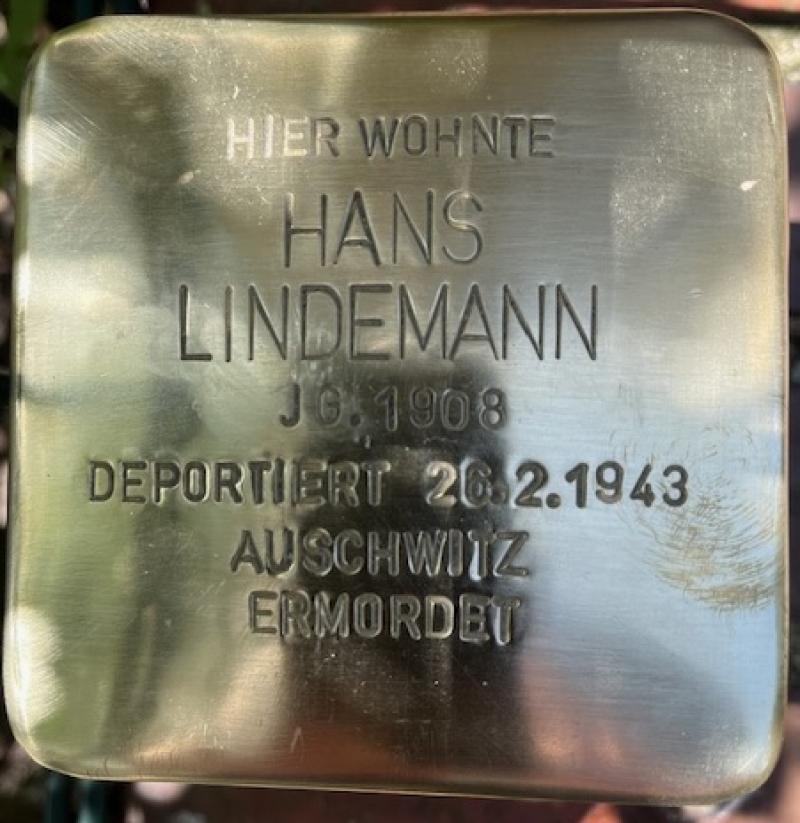 HIER WOHNTE
HANS
LINDEMANN
JG. 1908
DEPORTIERT 26.2.1943
AUSCHWITZ
ERMORDET